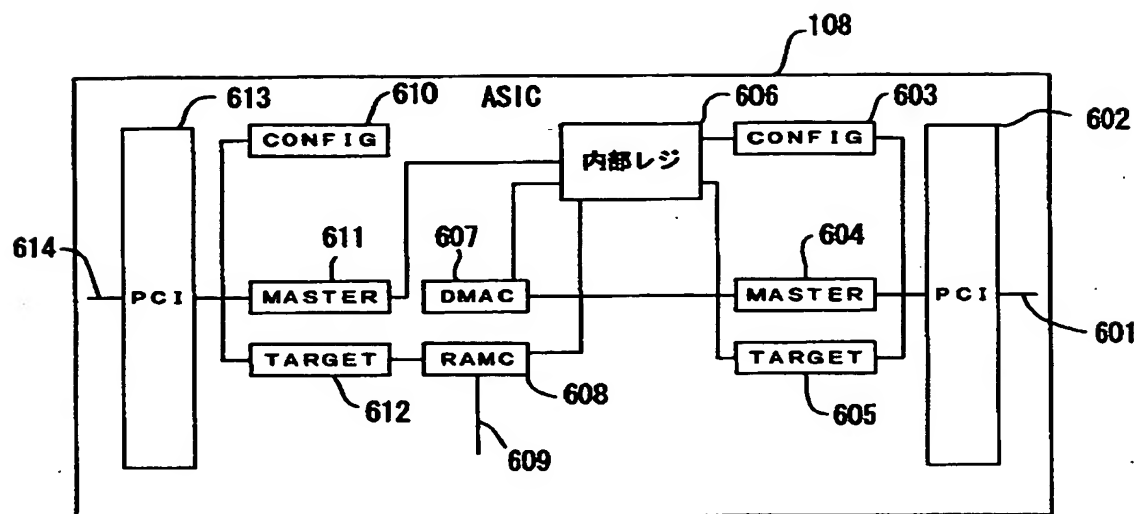 108
ASIC
613
610
606
603
602
CONFIG
内部レジ
CONFIG
614
611
607
604
PCI
MASTER
DMAC
MASTER
PCI
601
TARGET
RAMC
TARGET
612
608
605
609